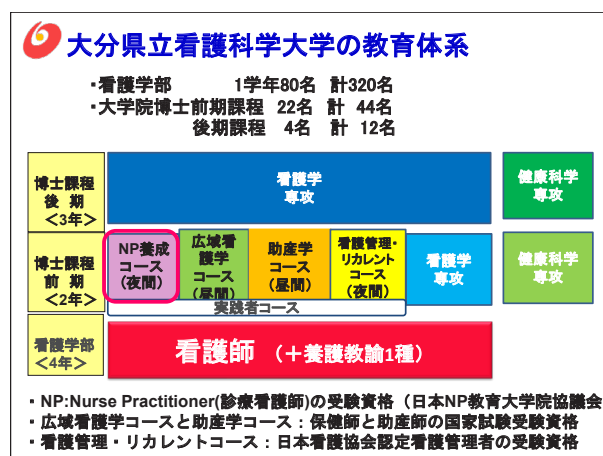 大分県立看護科学大学の教育体系
・看護学部 1学年80名 計320名
・大学院博士前期課程 22名 計 44名
後期課程 4名 計 12名
博士課程
後 期
<3年>
看護学
専攻
健康科学
専攻
博士課程
前 期
<2年>
NP養成
コース
(夜間)
広域看
護学
コース
(昼間)
助産学
コース
(昼間)
看護管理・
リカレント
コース
(夜間)
看護学
専攻
健康科学
専攻
実践者コース
看護学部
<4年>
看護師 (+養護教諭1種)
・NP:Nurse Practitioner(診療看護師)の受験資格(日本NP教育大学院協議会
・広域看護学コースと助産学コース:保健師と助産師の国家試験受験資格
・看護管理・リカレントコース:日本看護協会認定看護管理者の受験資格